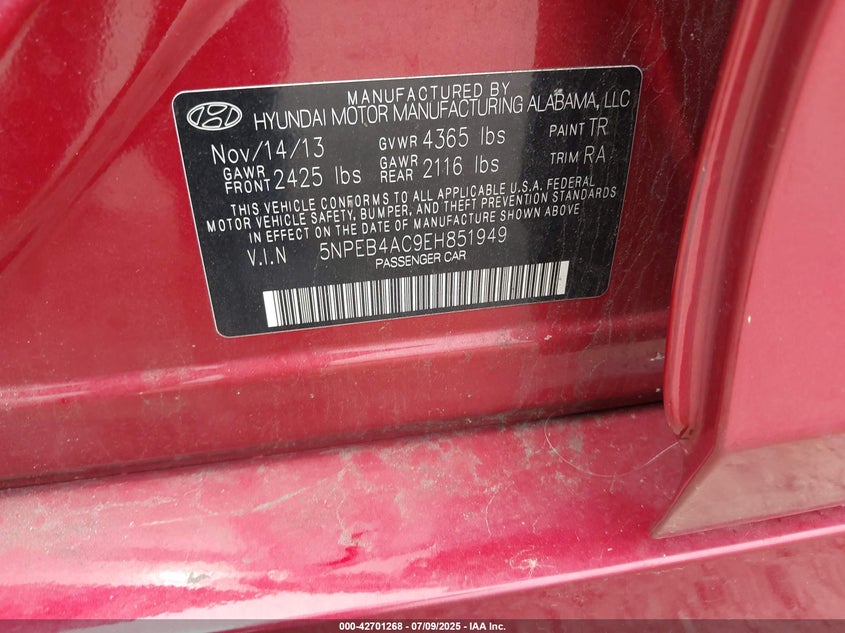 MANUFACTURED BY
HYUNDAI MOTOR MANUFACTURING ALABAMA, LLC
Nov/14/13 GVWR 4365 lbs PAINT TR
GAWR FRONT 2425 lbs GAWR REAR 2116 lbs TRIM RA
THIS VEHICLE CONFORMS TO ALL APPLICABLE U.S.A. FEDERAL
MOTOR VEHICLE SAFETY, BUMPER, AND THEFT PREVENTION STANDARDS
IN EFFECT ON THE DATE OF MANUFACTURE SHOWN ABOVE
V.I.N 5NPEB4AC9EH851949
PASSENGER CAR
000-42701268 - 07/09/2025 - IAA Inc.